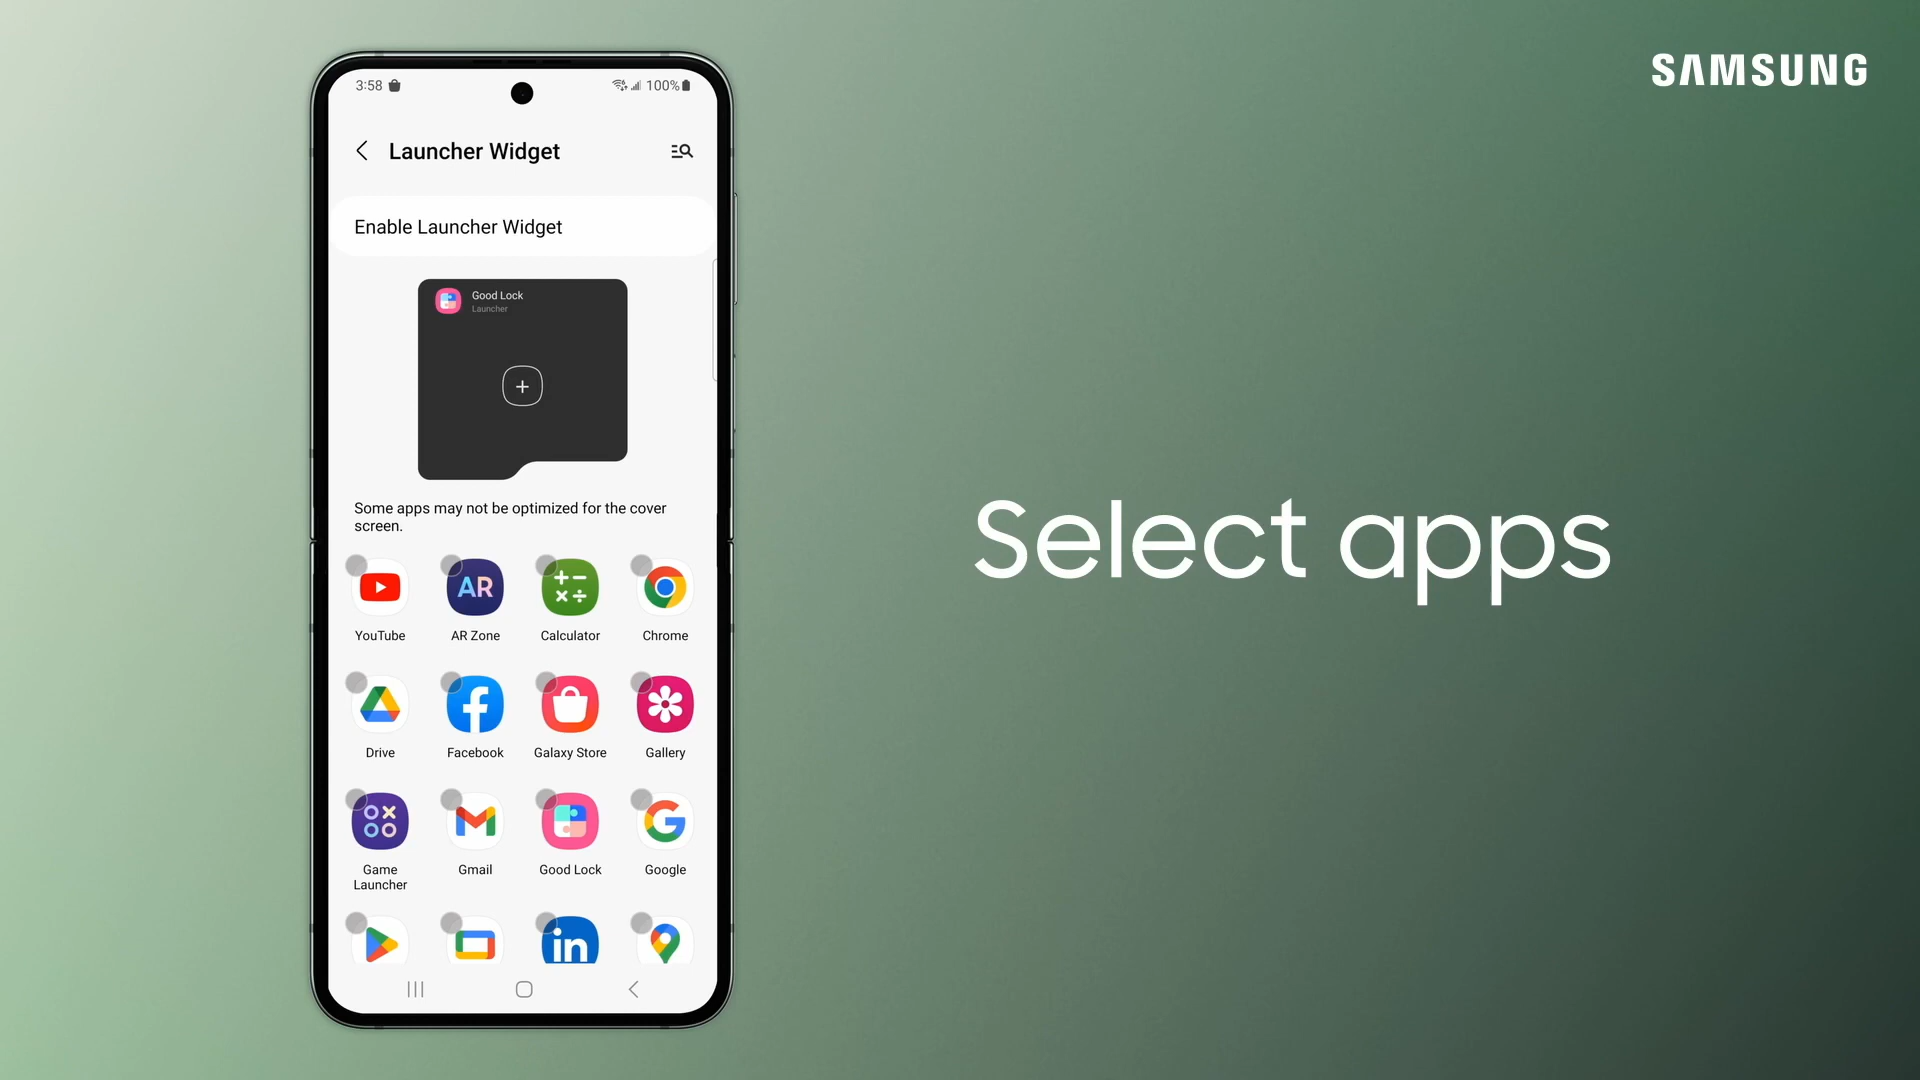 SAMSUNG
3:58
100%
Launcher Widget
Enable Launcher Widget
Good Lock
Launcher
Some apps may not be optimized for the cover
screen.
AR
YouTube
AR Zone
Calculator
Chrome
Drive
Facebook
Galaxy Store
Gallery
Game
Launcher
Gmail
Good Lock
Google
in
Select apps